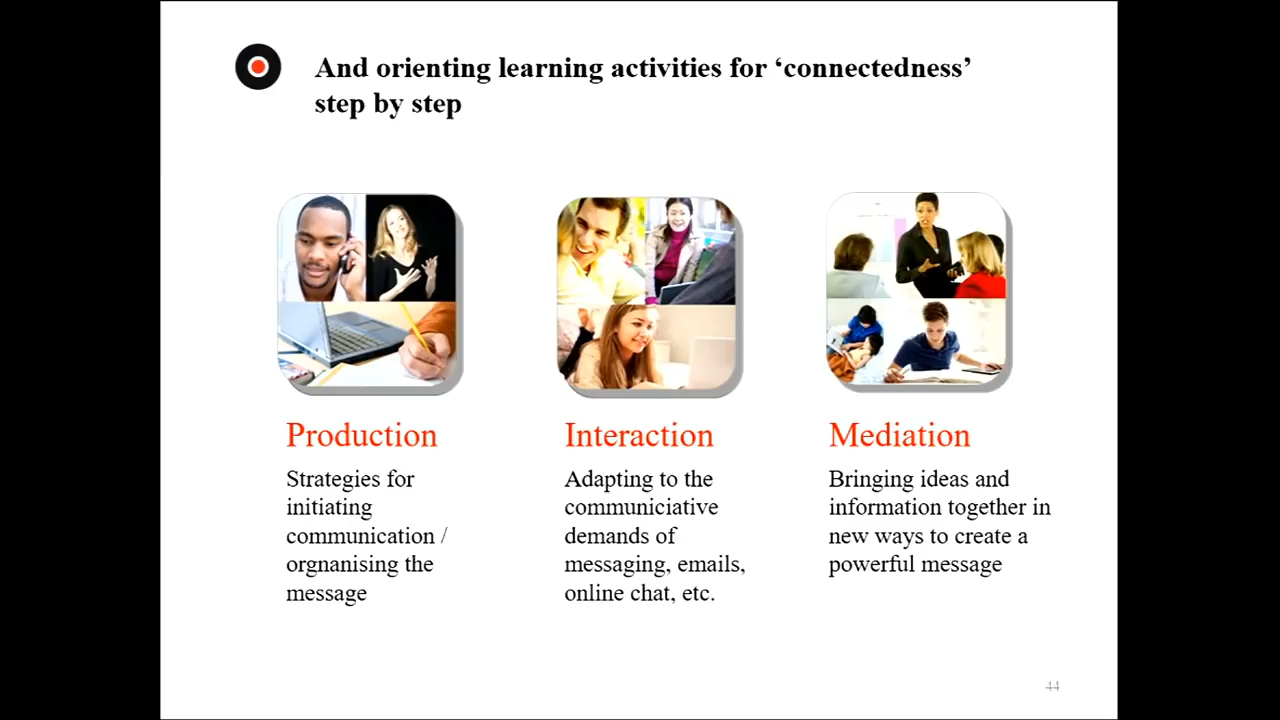 And orienting learning activities for ‘connectedness’
step by step
Production
Strategies for
initiating
communication /
orgnanising the
message
Interaction
Adapting to the
communiciative
demands of
messaging, emails,
online chat, etc.
Mediation
Bringing ideas and
information together in
new ways to create a
powerful message
44